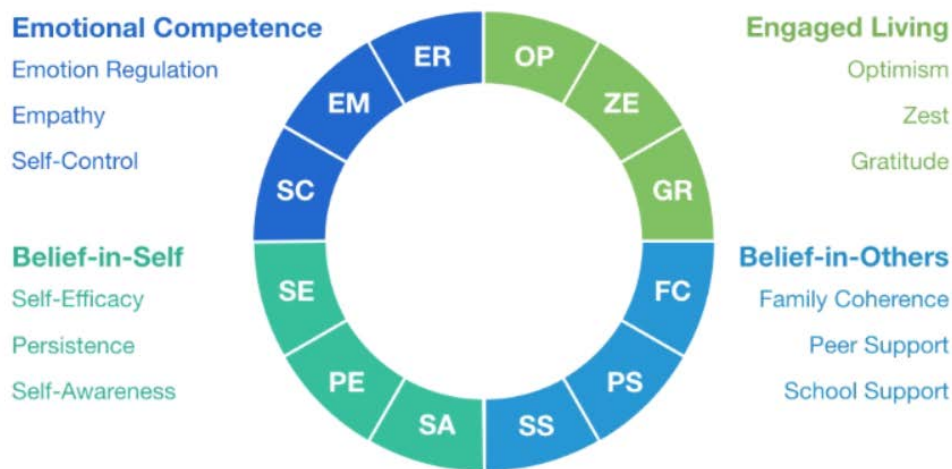 Emotional Competence
Emotion Regulation
Empathy
Self-Control
Belief-in-Self
Self-Efficacy
Persistence
Self-Awareness
ER
EM
SC
SE
PE
SA
OP
ZE
GR
FC
PS
SS
Engaged Living
Optimism
Zest
Gratitude
Belief-in-Others
Family Coherence
Peer Support
School Support